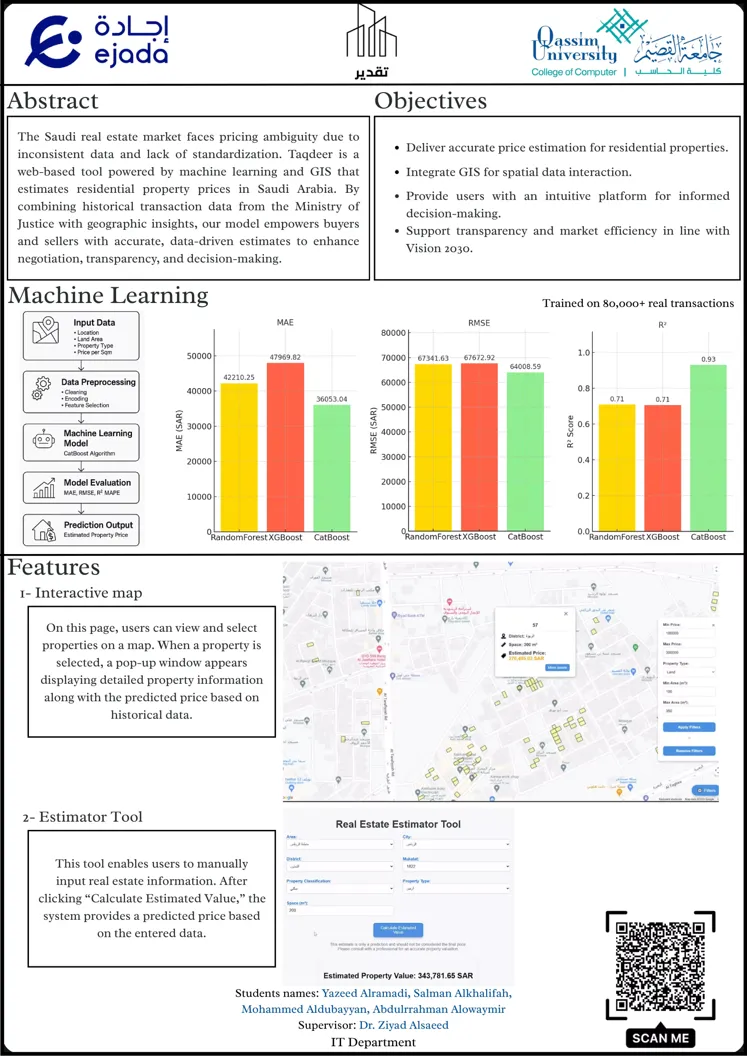 إجادة
ejada
تقدير
Qassim
University
جامعة القصيم
College of Computer | كلية الحاسب
Abstract
The Saudi real estate market faces pricing ambiguity due to
inconsistent data and lack of standardization. Taqdeer is a
web-based tool powered by machine learning and GIS that
estimates residential property prices in Saudi Arabia. By
combining historical transaction data from the Ministry of
Justice with geographic insights, our model empowers buyers
and sellers with accurate, data-driven estimates to enhance
negotiation, transparency, and decision-making.
Objectives
• Deliver accurate price estimation for residential properties.
• Integrate GIS for spatial data interaction.
• Provide users with an intuitive platform for informed
decision-making.
• Support transparency and market efficiency in line with
Vision 2030.
Machine Learning
Trained on 80,000+ real transactions
Input Data
• Location
• Land Area
• Property Type
• Price per Sqm
Data Preprocessing
• Cleaning
• Encoding
• Feature Selection
Machine Learning
Model
CatBoost Algorithm
Model Evaluation
MAE, RMSE, R² MAPE
Prediction Output
Estimated Property Price
MAE
MAE (SAR)
50000
40000
30000
20000
10000
0
42210.25
47969.82
36053.04
RandomForest XGBoost CatBoost
RMSE
RMSE (SAR)
80000
70000
60000
50000
40000
30000
20000
10000
0
67341.63
67672.92
64008.59
RandomForest XGBoost CatBoost
R²
R² Score
1.0
0.8
0.6
0.4
0.2
0.0
0.71
0.71
0.93
RandomForest XGBoost CatBoost
Features
1- Interactive map
On this page, users can view and select
properties on a map. When a property is
selected, a pop-up window appears
displaying detailed property information
along with the predicted price based on
historical data.
57
District:
Space: 380 m²
Estimated Price:
Min Price:
Max Price:
Property Type:
Land
Min Area (m²):
Max Area (m²):
Apply Filters
Remove Filters
Filters
2- Estimator Tool
This tool enables users to manually
input real estate information. After
clicking “Calculate Estimated Value,” the
system provides a predicted price based
on the entered data.
Real Estate Estimator Tool
Area:
City:
الرياض
District:
Mukatat:
Property Classification:
سكني
Property Type:
ارض
Space (m²):
Calculate Estimated
Value
This estimate is only a prediction and should not be considered the final price.
Please consult with a professional for an accurate property valuation.
Estimated Property Value: 343,781.65 SAR
Students names: Yazeed Alramadi, Salman Alkhalifah,
Mohammed Aldubayyan, Abdulrrahman Alowaymir
Supervisor: Dr. Ziyad Alsaeed
IT Department
SCAN ME